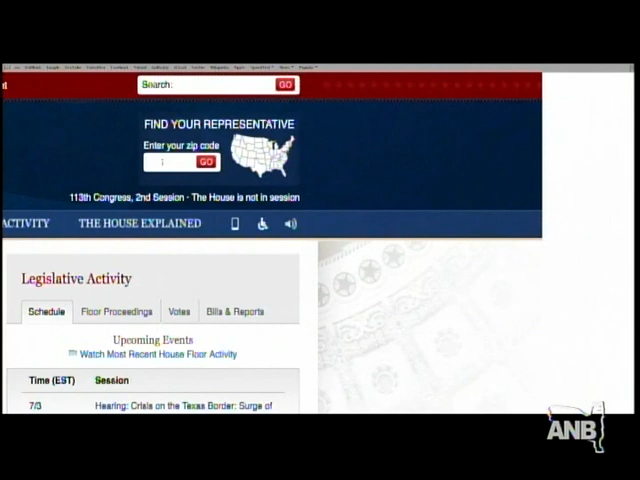 Search:
GO
FIND YOUR REPRESENTATIVE
Enter your zip code
GO
113th Congress, 2nd Session - The House is not in session
ACTIVITY THE HOUSE EXPLAINED
Legislative Activity
Schedule Floor Proceedings Votes Bills & Reports
Upcoming Events
Watch Most Recent House Floor Activity
Time (EST) Session
7/3 Hearing: Crisis on the Texas Border: Surge of
ANB